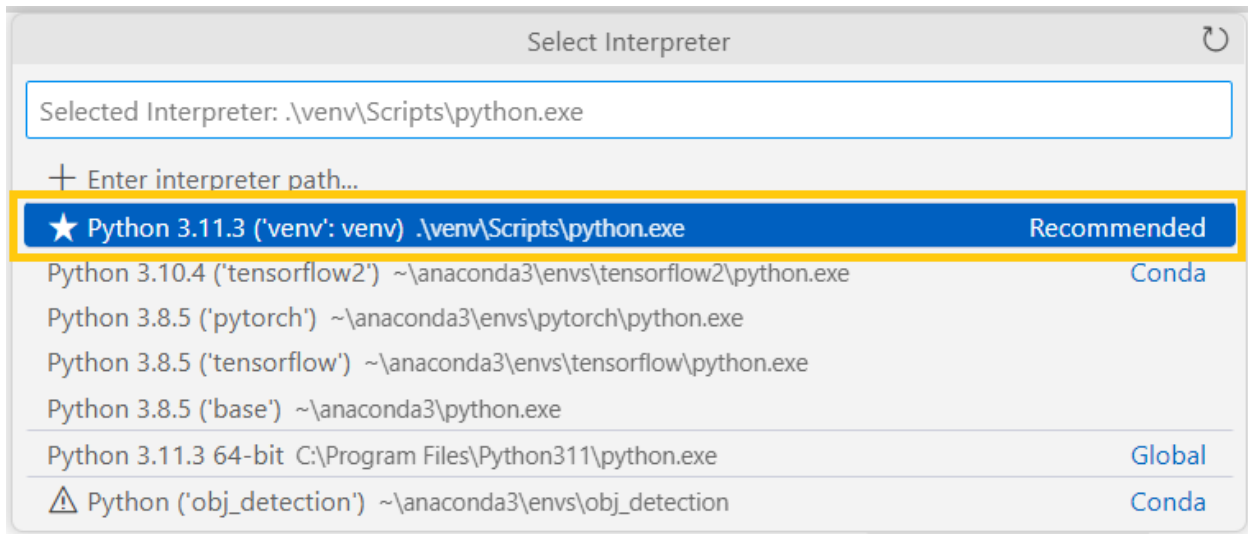 Select Interpreter
Selected Interpreter: .\venv\Scripts\python.exe
+ Enter interpreter path...
★ Python 3.11.3 ('venv': venv) .\venv\Scripts\python.exe Recommended
Python 3.10.4 ('tensorflow2') ~\anaconda3\envs\tensorflow2\python.exe Conda
Python 3.8.5 ('pytorch') ~\anaconda3\envs\pytorch\python.exe
Python 3.8.5 ('tensorflow') ~\anaconda3\envs\tensorflow\python.exe
Python 3.8.5 ('base') ~\anaconda3\python.exe
Python 3.11.3 64-bit C:\Program Files\Python311\python.exe Global
⚠ Python ('obj_detection') ~\anaconda3\envs\obj_detection Conda